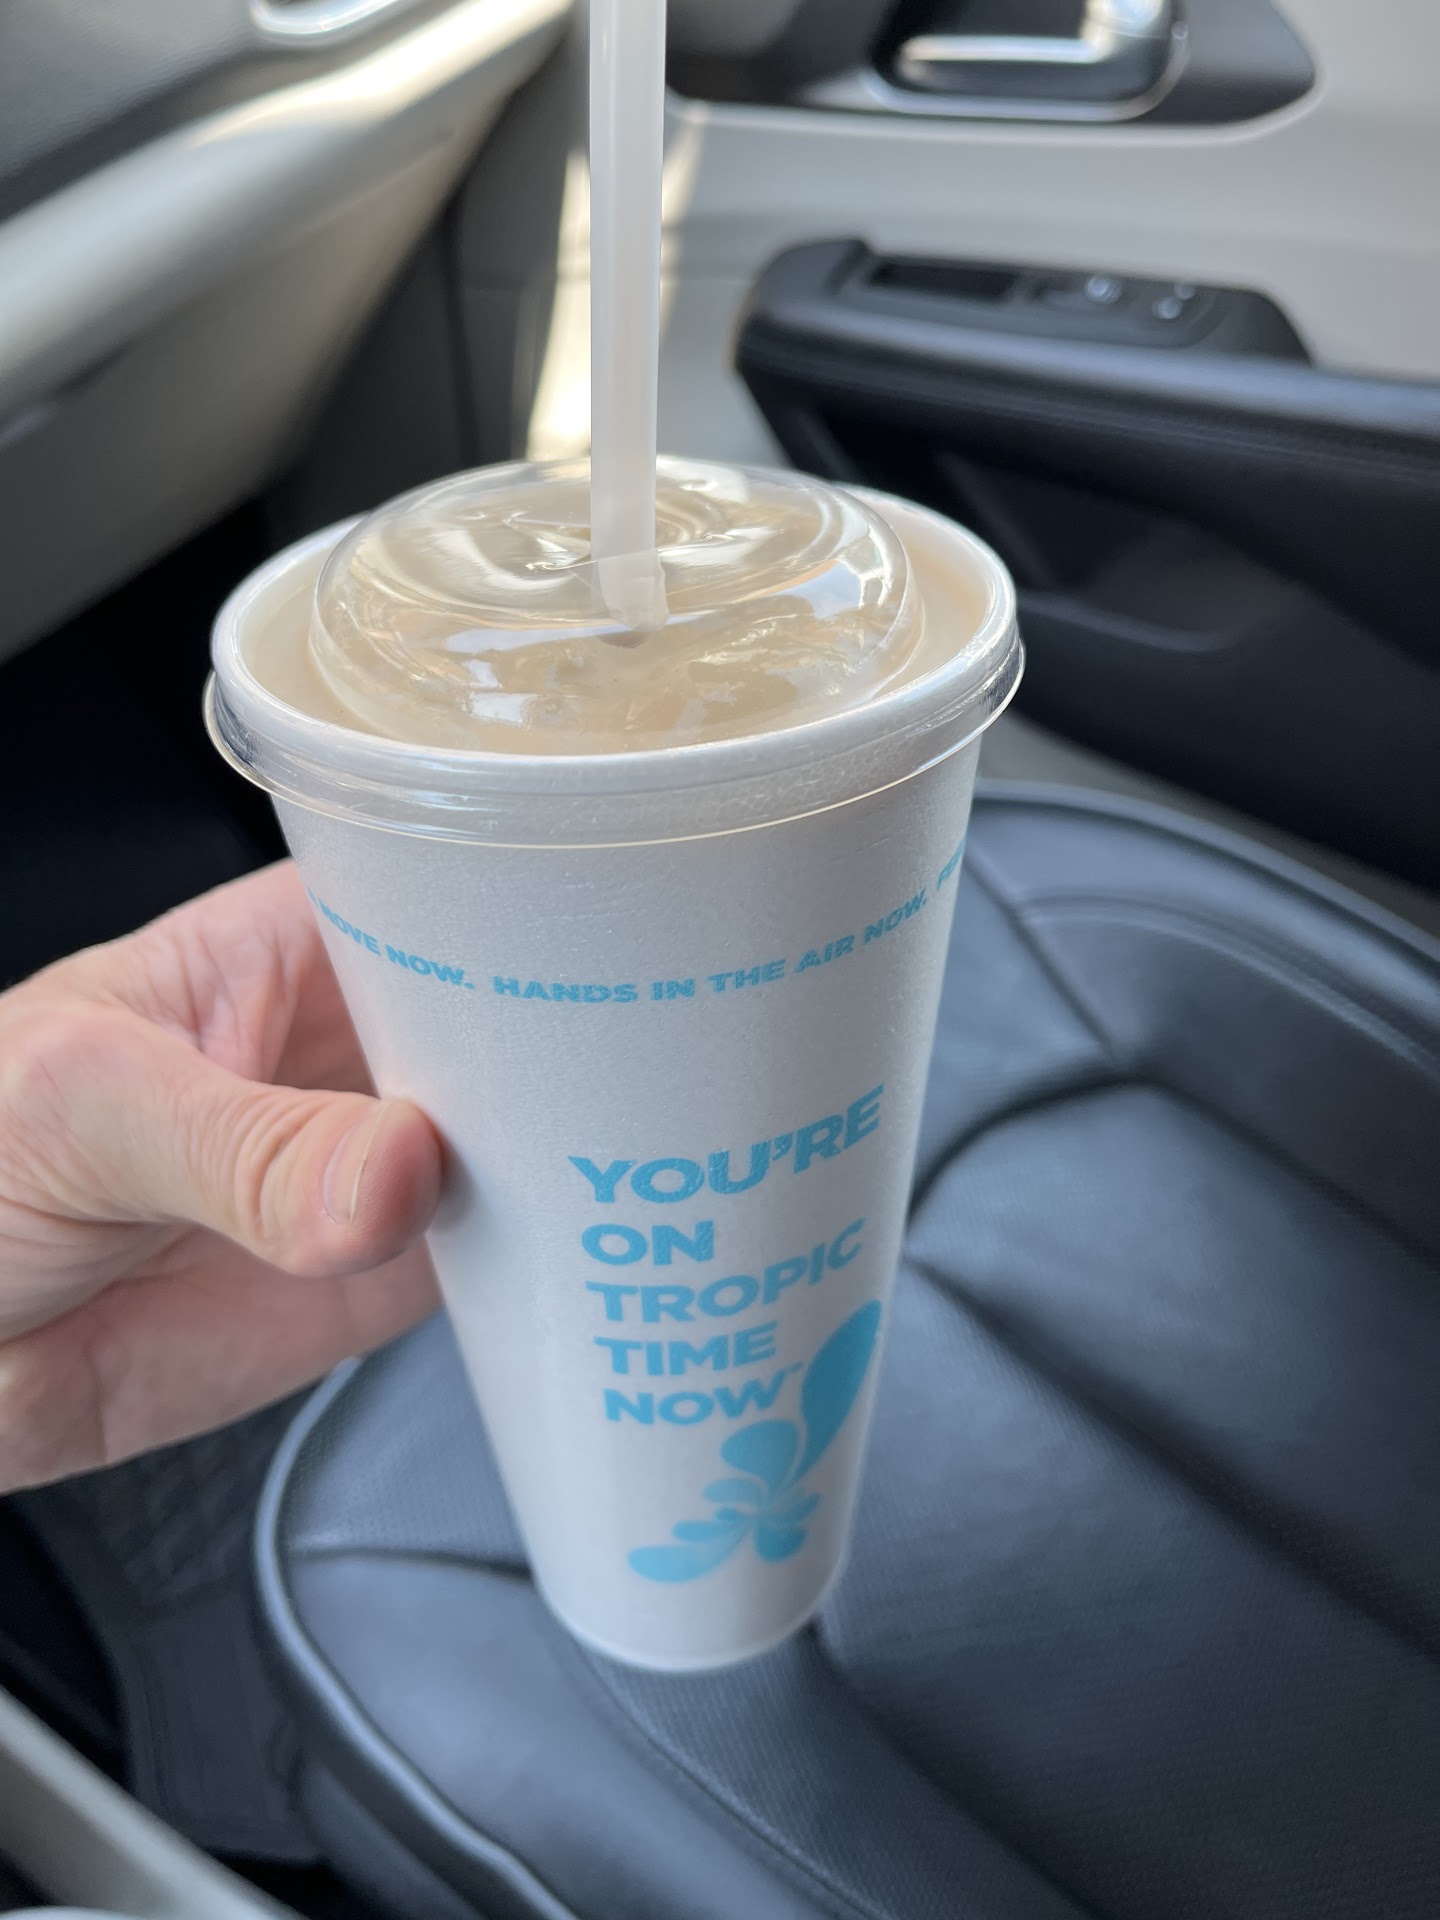 MOVE NOW. HANDS IN THE AIR NOW.
YOU'RE
ON
TROPIC
TIME
NOW